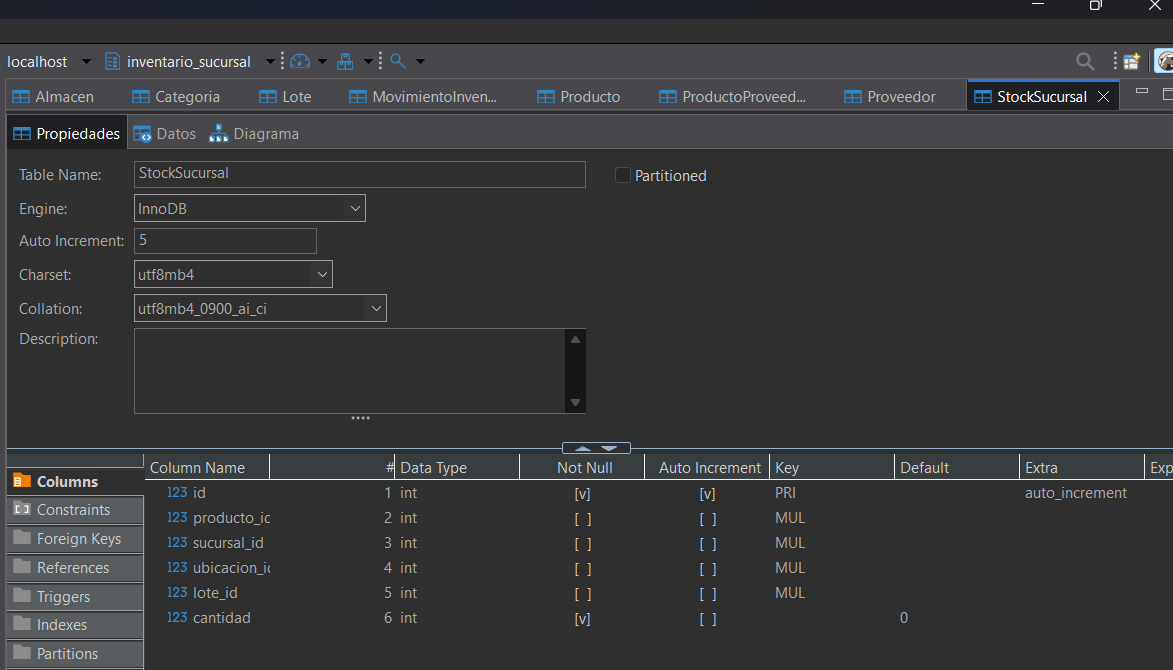 localhost inventario_sucursal
Almacen Categoria Lote MovimientoInven... Producto ProductoProveed... Proveedor StockSucursal
Propiedades Datos Diagrama
Table Name: StockSucursal Partitioned
Engine: InnoDB
Auto Increment: 5
Charset: utf8mb4
Collation: utf8mb4_0900_ai_ci
Description:
Column Name # Data Type Not Null Auto Increment Key Default Extra Exp
Columns
Constraints
Foreign Keys
References
Triggers
Indexes
Partitions
123 id 1 int [v] [v] PRI auto_increment
123 producto_ic 2 int [ ] [ ] MUL
123 sucursal_id 3 int [ ] [ ] MUL
123 ubicacion_ic 4 int [ ] [ ] MUL
123 lote_id 5 int [ ] [ ] MUL
123 cantidad 6 int [v] [ ] 0